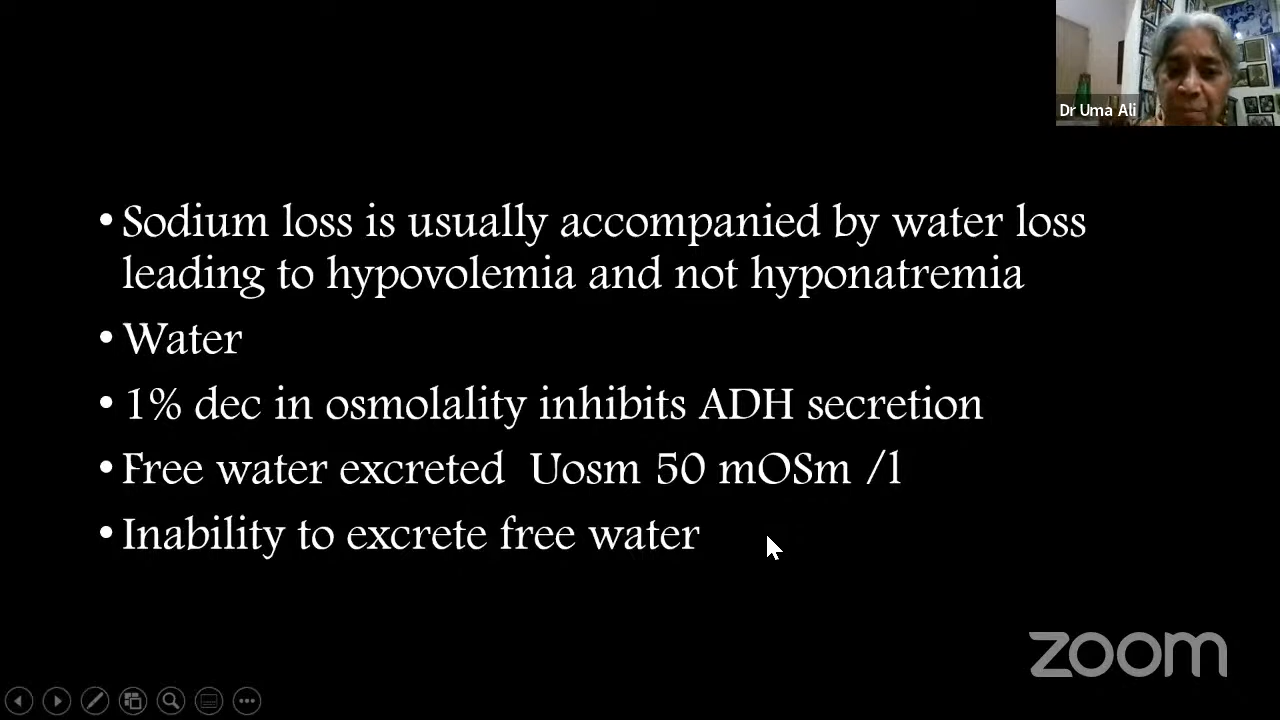 Dr Uma Ali
• Sodium loss is usually accompanied by water loss
leading to hypovolemia and not hyponatremia
• Water
• 1% dec in osmolality inhibits ADH secretion
• Free water excreted  Uosm 50 mOSm /l
• Inability to excrete free water
zoom